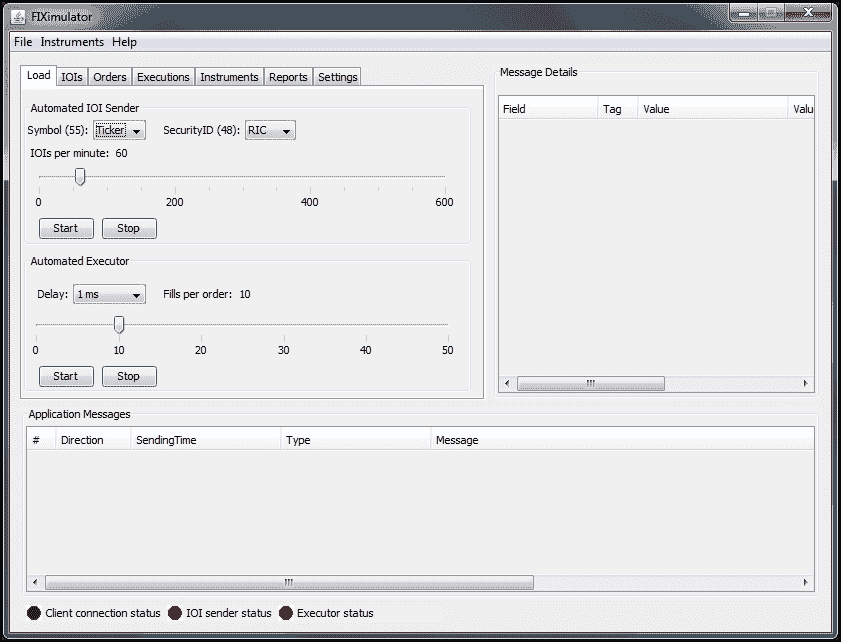 FIXimulator
File Instruments Help
Load IOIs Orders Executions Instruments Reports Settings
Automated IOI Sender
Symbol (55): Ticker SecurityID (48): RIC
IOIs per minute: 60
0 200 400 600
Start Stop
Automated Executor
Delay: 1 ms Fills per order: 10
0 10 20 30 40 50
Start Stop
Message Details
Field Tag Value Valu
Application Messages
# Direction SendingTime Type Message
Client connection status IOI sender status Executor status